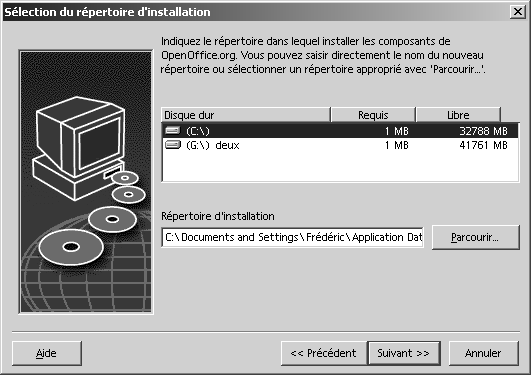 Sélection du répertoire d'installation
Indiquez le répertoire dans lequel installer les composants de
OpenOffice.org. Vous pouvez saisir directement le nom du nouveau
répertoire ou sélectionner un répertoire approprié avec 'Parcourir...'.
Disque dur Requis Libre
(C:\) 1 MB 32788 MB
(G:\) deux 1 MB 41761 MB
Répertoire d'installation
C:\Documents and Settings\Frédéric\Application Dat
Parcourir...
Aide
<< Précédent
Suivant >>
Annuler